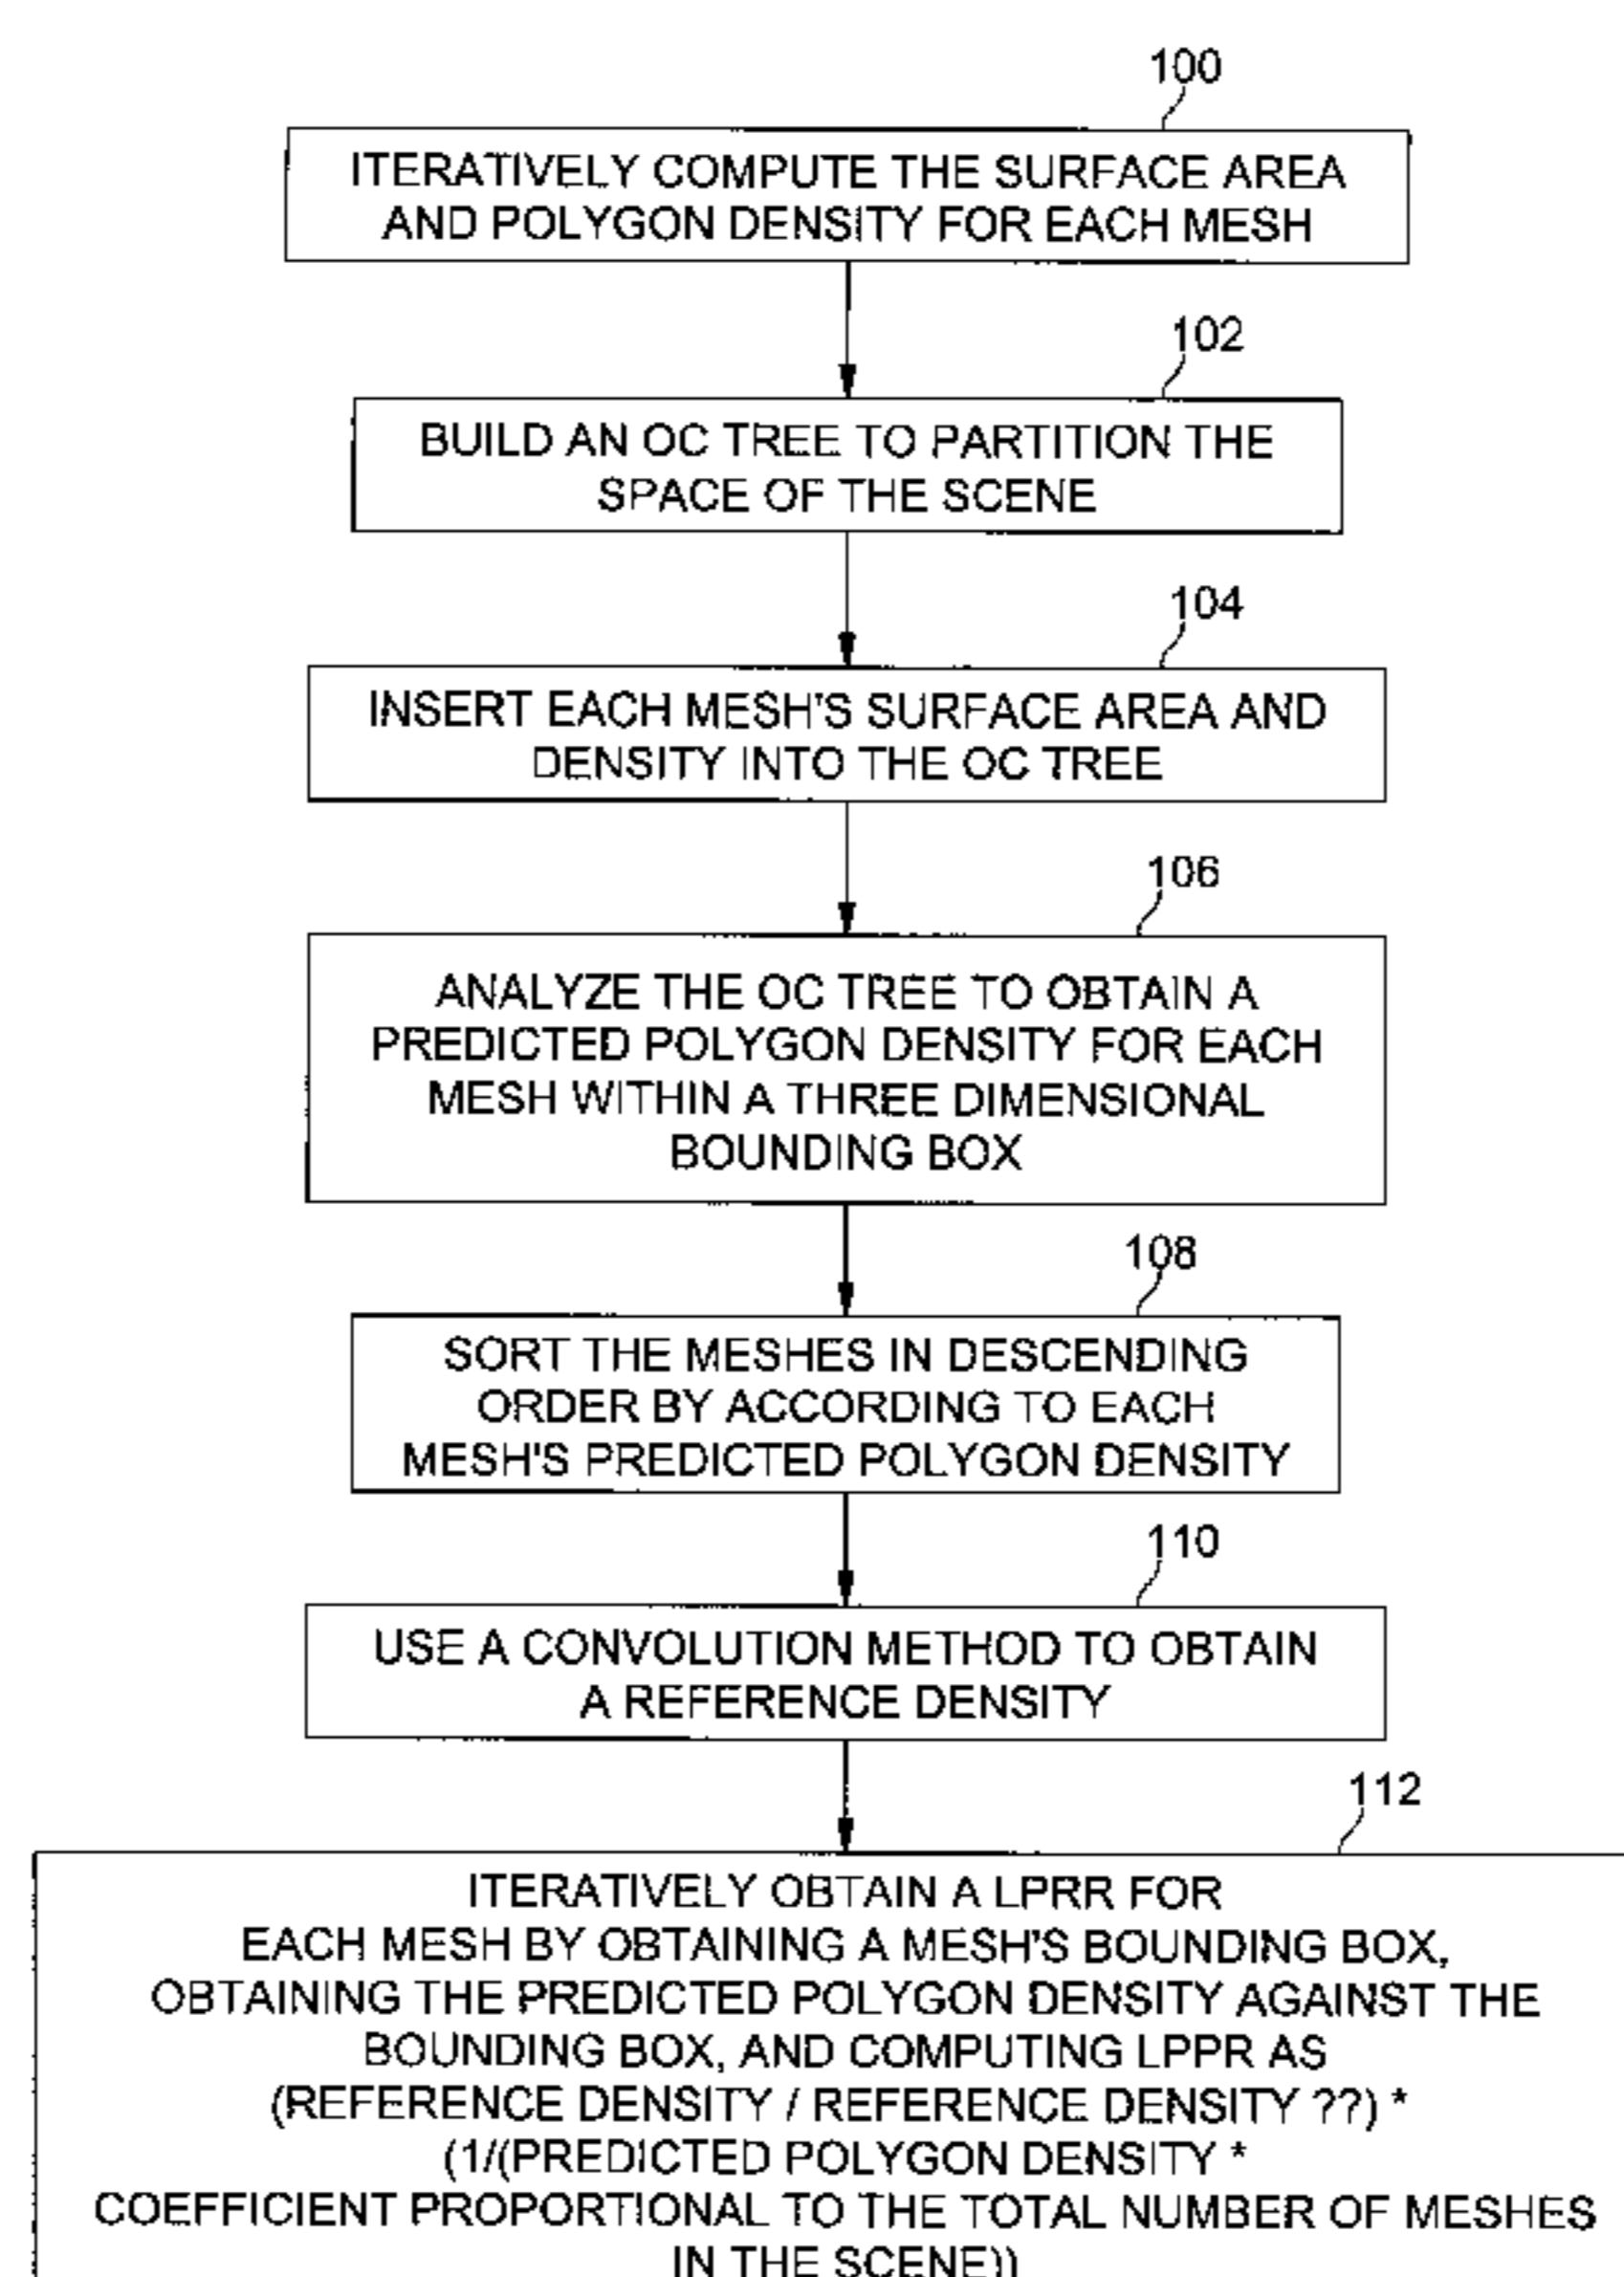 100
ITERATIVELY COMPUTE THE SURFACE AREA
AND POLYGON DENSITY FOR EACH MESH
102
BUILD AN OC TREE TO PARTITION THE
SPACE OF THE SCENE
104
INSERT EACH MESH'S SURFACE AREA AND
DENSITY INTO THE OC TREE
106
ANALYZE THE OC TREE TO OBTAIN A
PREDICTED POLYGON DENSITY FOR EACH
MESH WITHIN A THREE DIMENSIONAL
BOUNDING BOX
108
SORT THE MESHES IN DESCENDING
ORDER BY ACCORDING TO EACH
MESH'S PREDICTED POLYGON DENSITY
110
USE A CONVOLUTION METHOD TO OBTAIN
A REFERENCE DENSITY
112
ITERATIVELY OBTAIN A LPRR FOR
EACH MESH BY OBTAINING A MESH'S BOUNDING BOX,
OBTAINING THE PREDICTED POLYGON DENSITY AGAINST THE
BOUNDING BOX, AND COMPUTING LPPR AS
(REFERENCE DENSITY / REFERENCE DENSITY ??) *
(1/(PREDICTED POLYGON DENSITY *
COEFFICIENT PROPORTIONAL TO THE TOTAL NUMBER OF MESHES
IN THE SCENE))